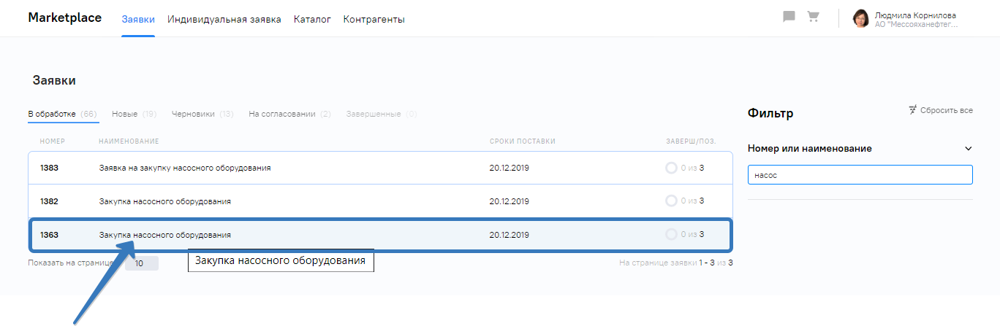 Marketplace Заявки Индивидуальная заявка Каталог Контрагенты
Людмила Корнилова
АО "Мессояханефтег...
Заявки
В обработке (66) Новые (19) Черновики (13) На согласовании (2) Завершенные (0)
НОМЕР НАИМЕНОВАНИЕ СРОКИ ПОСТАВКИ ЗАВЕРШ/ПОЗ.
1383 Заявка на закупку насосного оборудования 20.12.2019 0 из 3
1382 Закупка насосного оборудования 20.12.2019 0 из 3
1363 Закупка насосного оборудования 20.12.2019 0 из 3
Показать на странице 10
Закупка насосного оборудования
На странице заявки 1 - 3 из 3
Фильтр
Сбросить все
Номер или наименование
насос